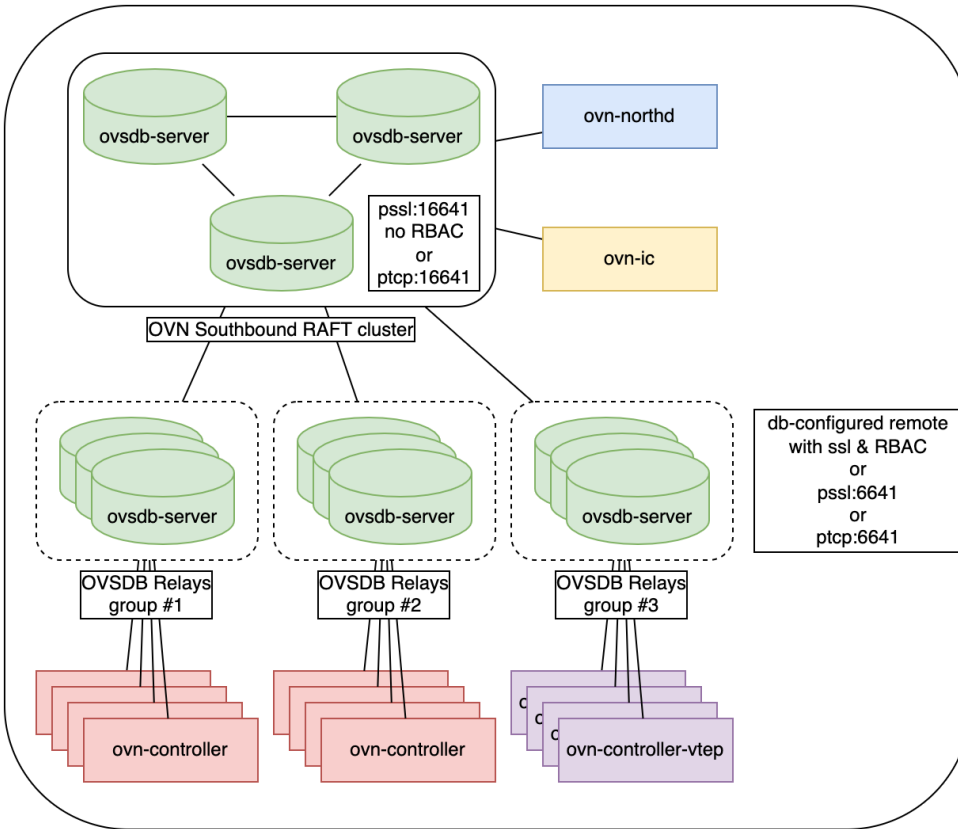 ovsdb-server
ovsdb-server
ovn-northd
ovsdb-server
pssl:16641
no RBAC
or
ptcp:16641
ovn-ic
OVN Southbound RAFT cluster
db-configured remote
with ssl & RBAC
or
pssl:6641
or
ptcp:6641
ovsdb-server
ovsdb-server
ovsdb-server
OVSDB Relays
group #1
OVSDB Relays
group #2
OVSDB Relays
group #3
ovn-controller
ovn-controller
ovn-controller-vtep